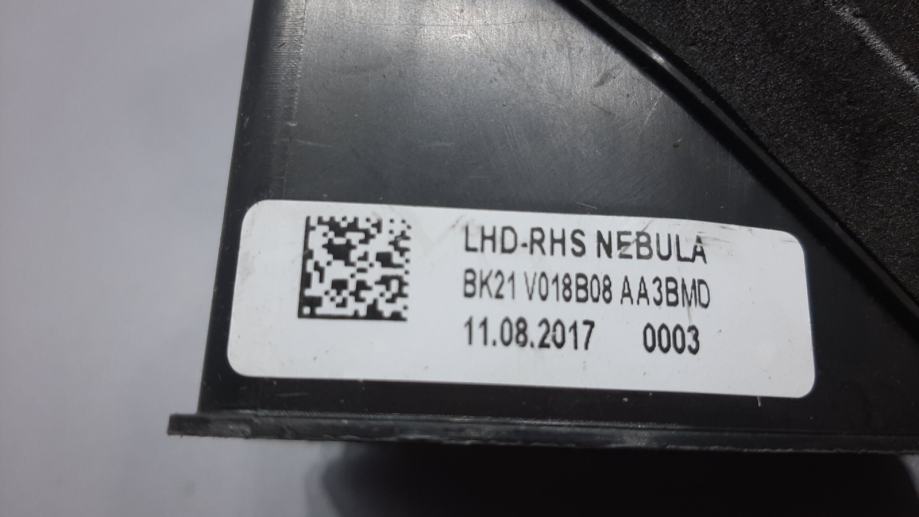 LHD-RHS NEBULA
BK21 V018B08 AA3BMD
11.08.2017 0003